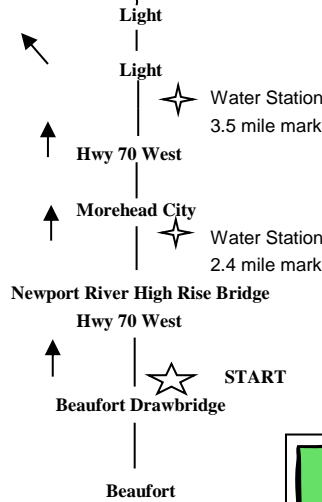 Light
Light
Water Station
3.5 mile mark
Hwy 70 West
Morehead City
Water Station
2.4 mile mark
Newport River High Rise Bridge
Hwy 70 West
START
Beaufort Drawbridge
Beaufort